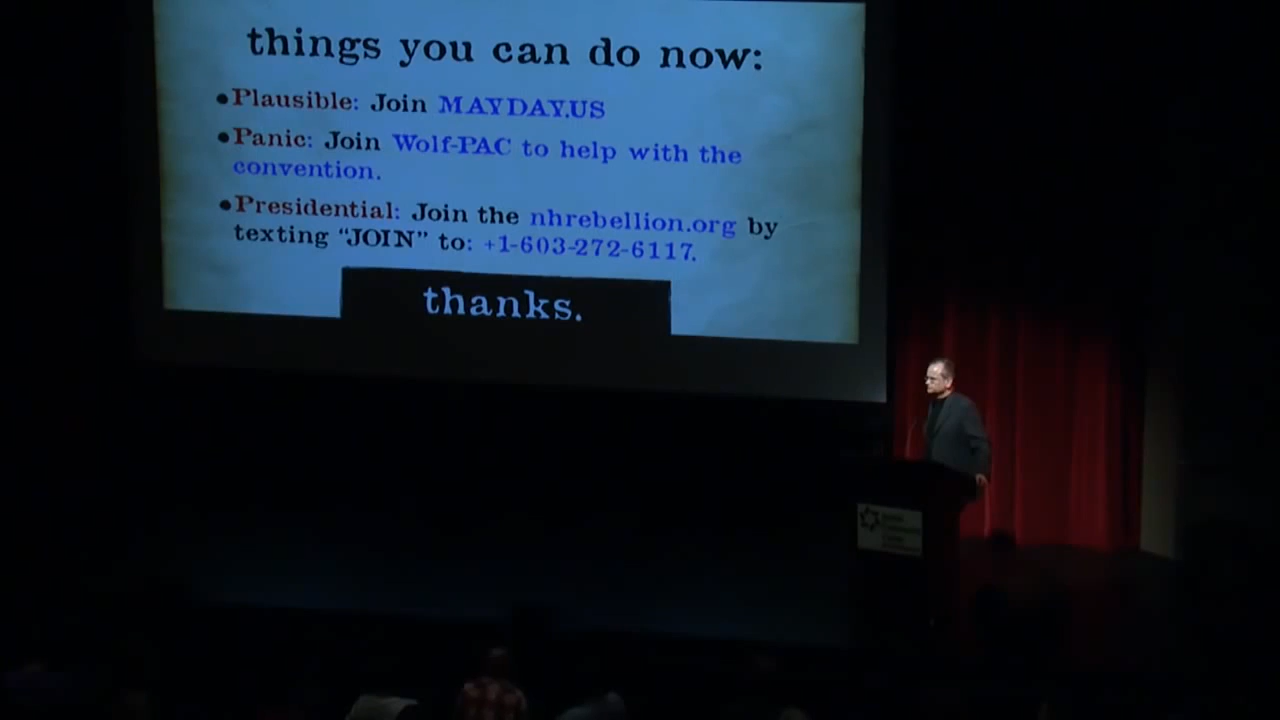 things you can do now:
•Plausible: Join MAYDAY.US
•Panic: Join Wolf-PAC to help with the
convention.
•Presidential: Join the nhrebellion.org by
texting “JOIN” to: +1-603-272-6117.
thanks.